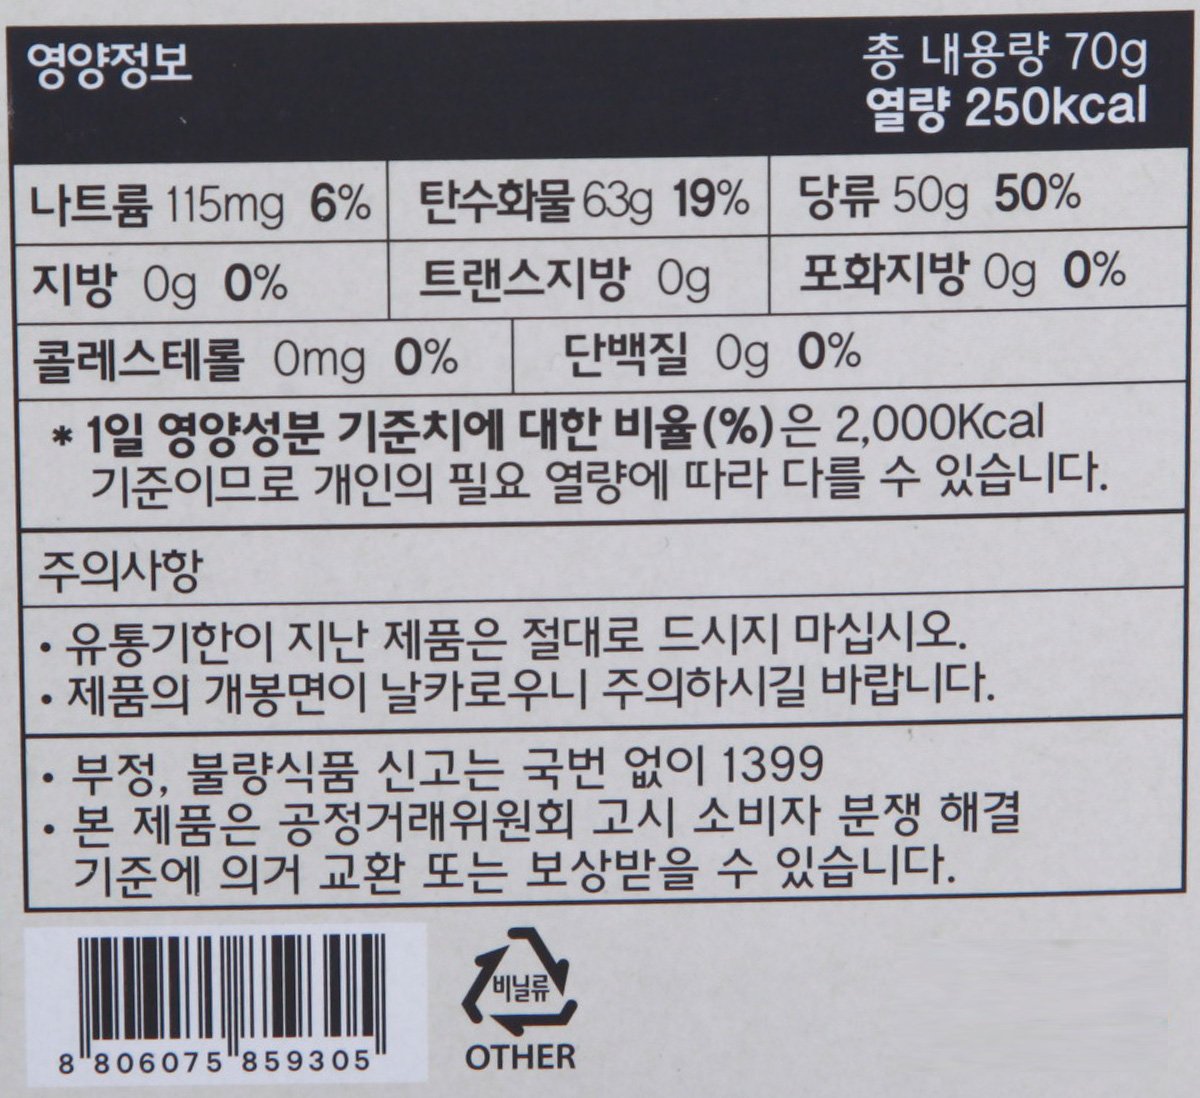 영양정보
총 내용량 70g
열량 250kcal
나트륨 115mg 6%
탄수화물 63g 19%
당류 50g 50%
지방 0g 0%
트랜스지방 0g
포화지방 0g 0%
콜레스테롤 0mg 0%
단백질 0g 0%
* 1일 영양성분 기준치에 대한 비율(%)은 2,000Kcal
기준이므로 개인의 필요 열량에 따라 다를 수 있습니다.
주의사항
• 유통기한이 지난 제품은 절대로 드시지 마십시오.
• 제품의 개봉면이 날카로우니 주의하시길 바랍니다.
• 부정, 불량식품 신고는 국번 없이 1399
• 본 제품은 공정거래위원회 고시 소비자 분쟁 해결
기준에 의거 교환 또는 보상받을 수 있습니다.
8 806075 859305
비닐류
OTHER